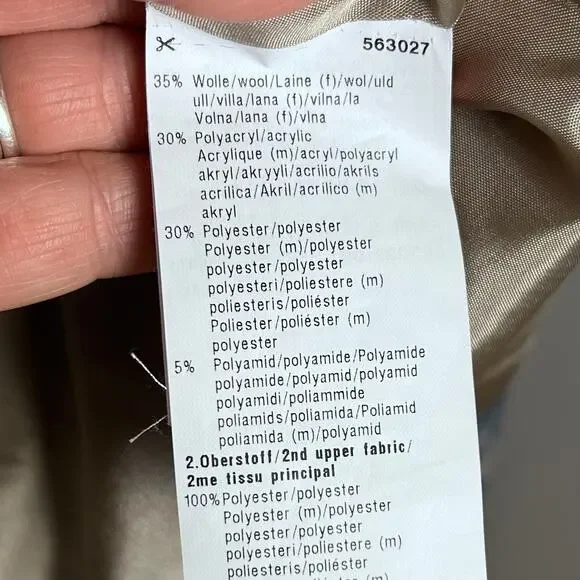 563027
35% Wolle/wool/Laine (f)/wol/uld
ull/villa/lana (f)/vilna/la
Volna/lana (f)/vlna
30% Polyacryl/acrylic
Acrylique (m)/acryl/polyacryl
akryl/akryyli/acrilio/akrils
acrilica/Akril/acrílico (m)
akryl
30% Polyester/polyester
Polyester (m)/polyester
polyester/polyester
polyesteri/poliestere (m)
poliesteris/poliéster
Poliester/poliéster (m)
polyester
5% Polyamid/polyamide/Polyamide
polyamide/polyamid/polyamid
polyamidi/poliammide
poliamids/poliamida/Poliamid
poliamida (m)/polyamid
2.Oberstoff/2nd upper fabric/
2me tissu principal
100% Polyester/polyester
Polyester (m)/polyester
polyester/polyester
polyesteri/poliestere (m)
poliesteris/poliéster